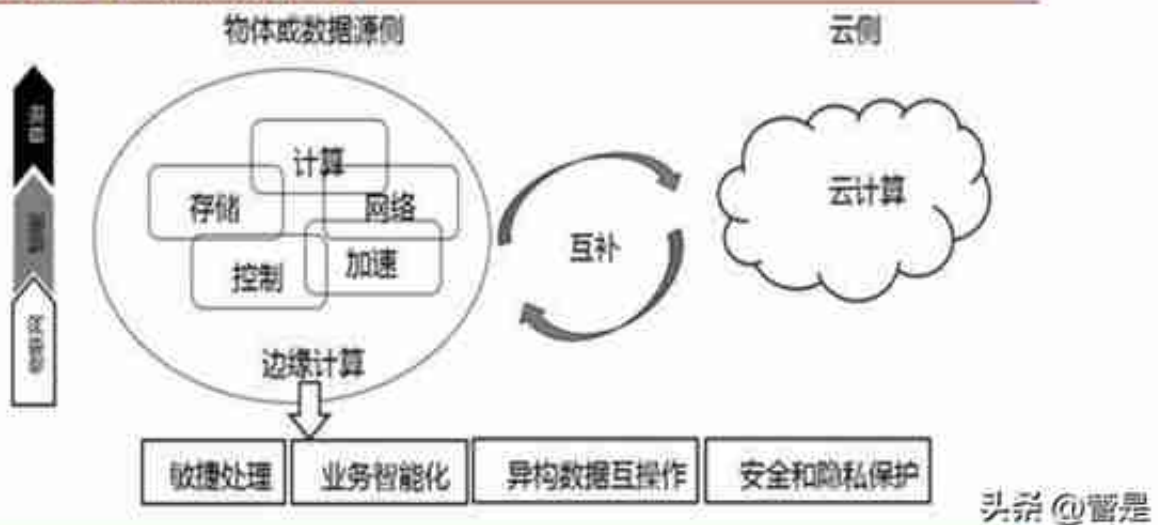 物体或数据源侧
云侧
计算
存储
网络
控制
加速
边缘计算
互补
云计算
敏捷处理
业务智能化
异构数据互操作
安全和隐私保护
头条 @管是